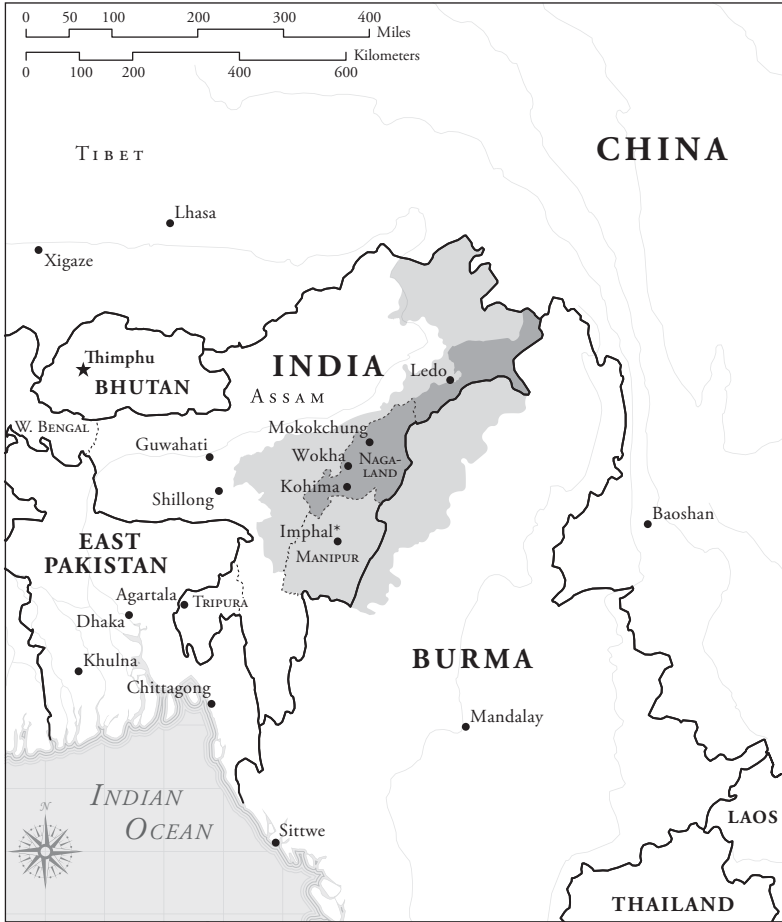 0 50 100 200 300 400
Miles
Kilometers
0 100 200 400 600
TIBET
CHINA
Lhasa
Xigaze
Thimphu
BHUTAN
INDIA
Ledo
ASSAM
W. BENGAL
Mokokchung
Guwahati
Wokha
NAGA-
LAND
Kohima
Shillong
Baoshan
Imphal*
EAST
PAKISTAN
MANIPUR
Agartala
TRIPURA
Dhaka
BURMA
Khulna
Chittagong
Mandalay
INDIAN
OCEAN
N
LAOS
Sittwe
THAILAND